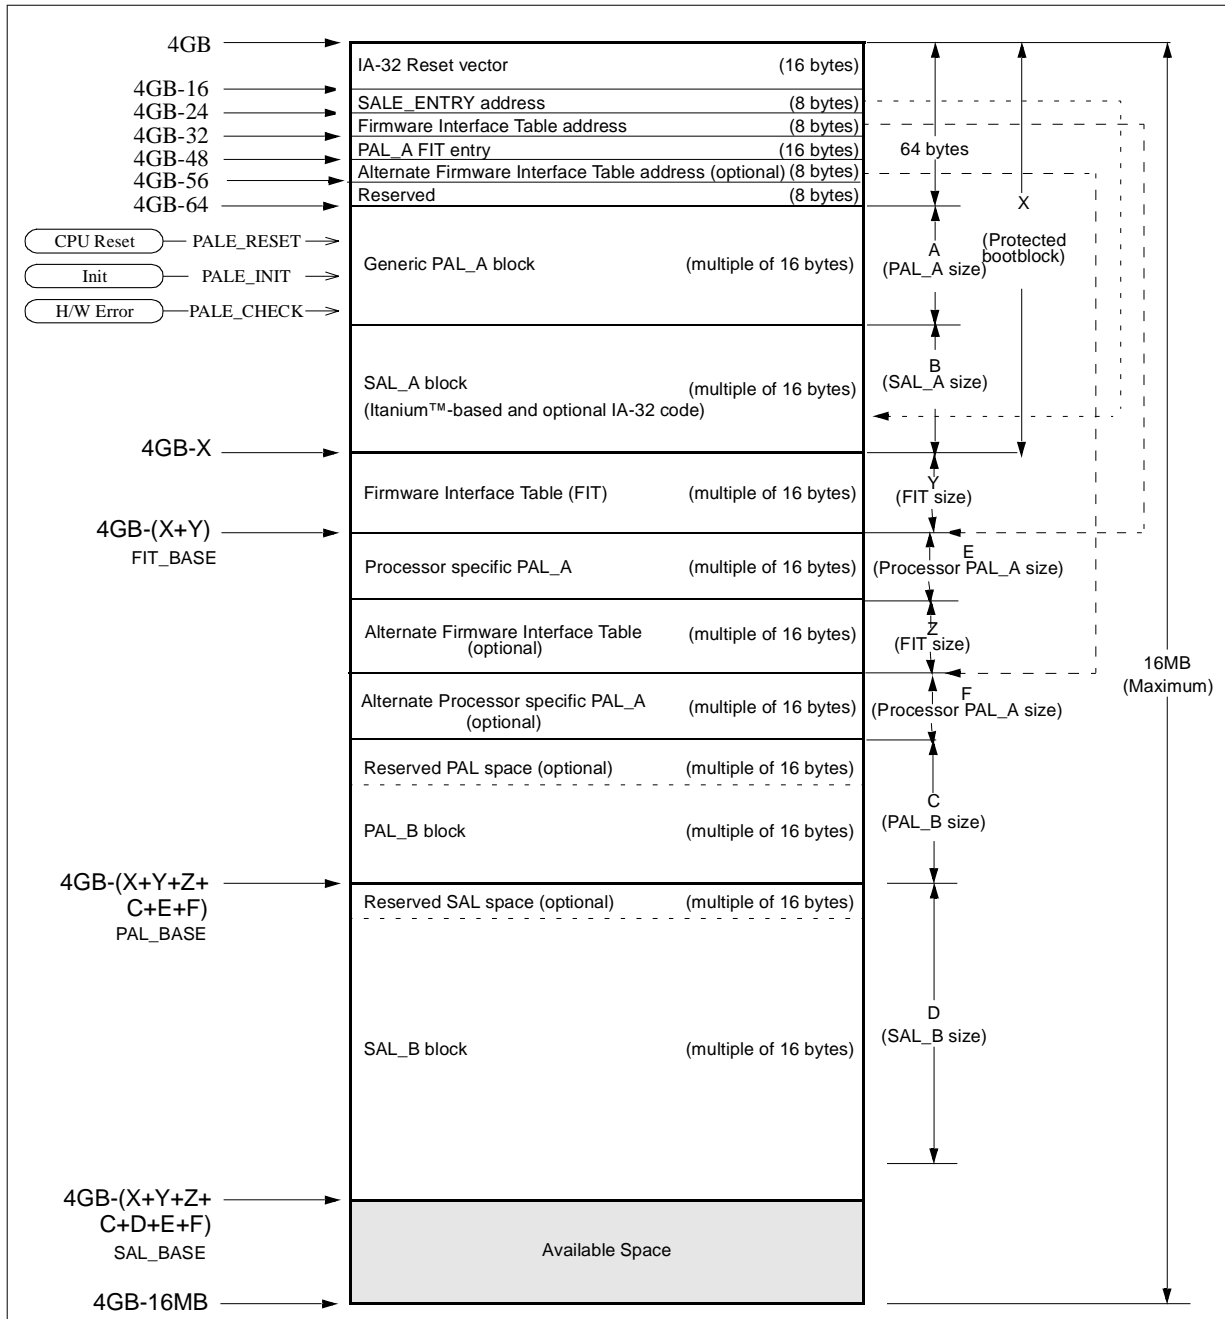 4GB
IA-32 Reset vector (16 bytes)
4GB-16
SALE_ENTRY address (8 bytes)
4GB-24
Firmware Interface Table address (8 bytes)
4GB-32
PAL_A FIT entry (16 bytes)
64 bytes
4GB-48
Alternate Firmware Interface Table address (optional) (8 bytes)
4GB-56
Reserved (8 bytes)
4GB-64
X
(Protected
bootblock)
CPU Reset
PALE_RESET
Init
PALE_INIT
H/W Error
PALE_CHECK
Generic PAL_A block (multiple of 16 bytes)
A
(PAL_A size)
SAL_A block (multiple of 16 bytes)
(Itanium™-based and optional IA-32 code)
B
(SAL_A size)
4GB-X
Firmware Interface Table (FIT) (multiple of 16 bytes)
Y
(FIT size)
4GB-(X+Y)
FIT_BASE
Processor specific PAL_A (multiple of 16 bytes)
E
(Processor PAL_A size)
Alternate Firmware Interface Table (multiple of 16 bytes)
(optional)
Z
(FIT size)
16MB
(Maximum)
Alternate Processor specific PAL_A (multiple of 16 bytes)
(optional)
F
(Processor PAL_A size)
Reserved PAL space (optional) (multiple of 16 bytes)
PAL_B block (multiple of 16 bytes)
C
(PAL_B size)
4GB-(X+Y+Z+
C+E+F)
PAL_BASE
Reserved SAL space (optional) (multiple of 16 bytes)
SAL_B block (multiple of 16 bytes)
D
(SAL_B size)
4GB-(X+Y+Z+
C+D+E+F)
SAL_BASE
Available Space
4GB-16MB